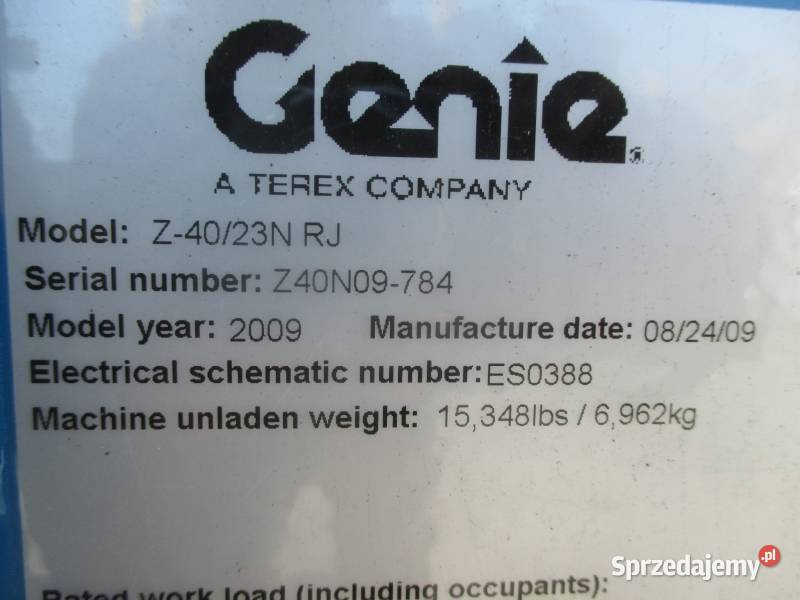 Genie®
A TEREX COMPANY
Model: Z-40/23N RJ
Serial number: Z40N09-784
Model year: 2009 Manufacture date: 08/24/09
Electrical schematic number:ES0388
Machine unladen weight: 15,348lbs / 6,962kg
Rated work load (including occupants):
Sprzedajemy.pl